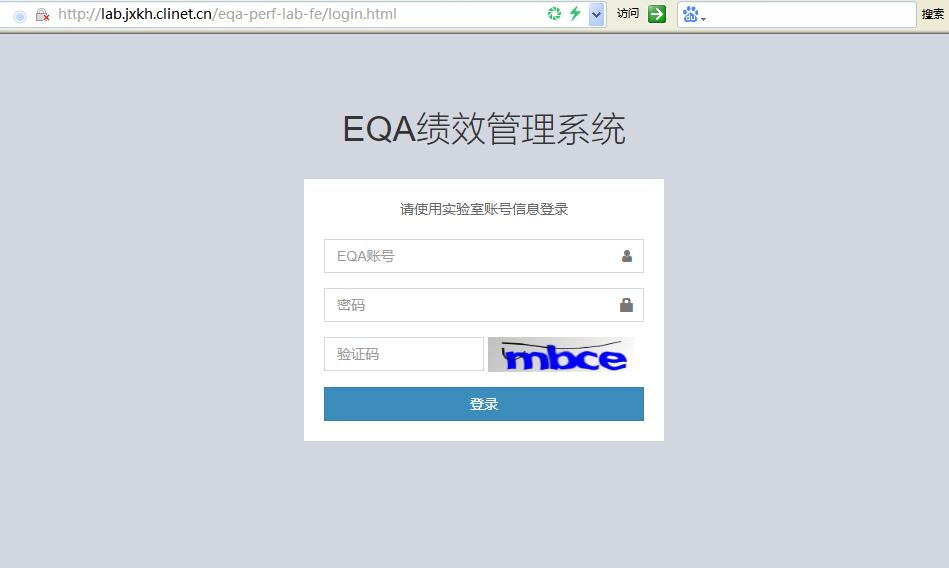 http://lab.jxkh.clinet.cn/eqa-perf-lab-fe/login.html 访问 搜索
EQA绩效管理系统
请使用实验室账号信息登录
EQA账号
密码
验证码 mbce
登录